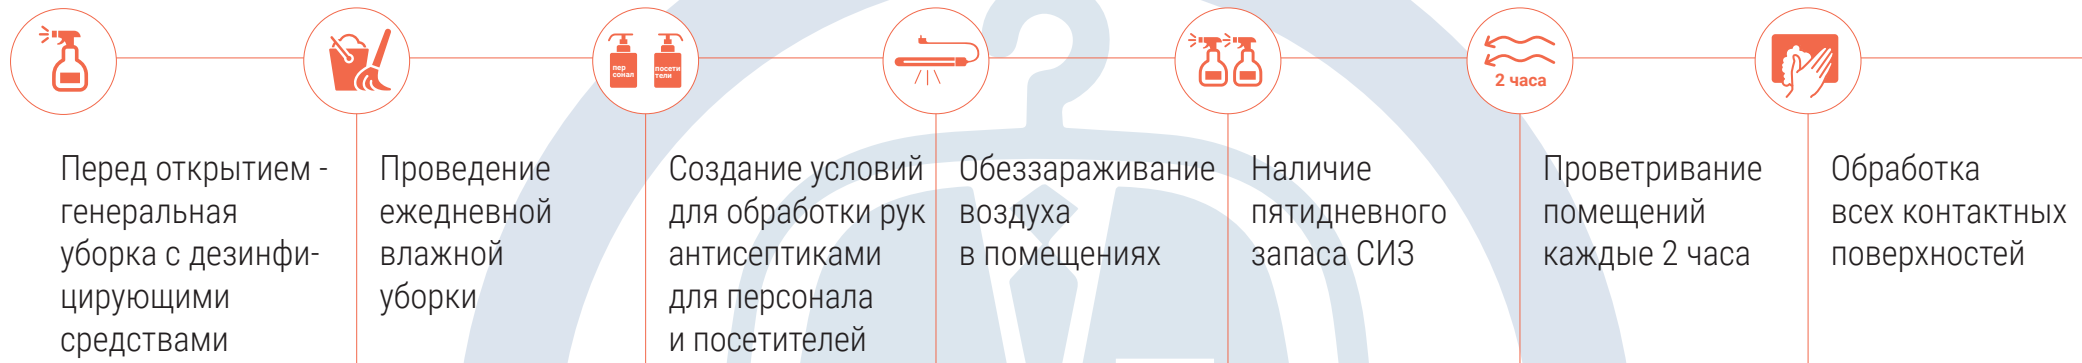 пер
сонал
посети
тели
2 часа
Перед открытием -
генеральная
уборка с дезинфи-
цирующими
средствами
Проведение
ежедневной
влажной
уборки
Создание условий
для обработки рук
антисептиками
для персонала
и посетителей
Обеззараживание
воздуха
в помещениях
Наличие
пятидневного
запаса СИЗ
Проветривание
помещений
каждые 2 часа
Обработка
всех контактных
поверхностей